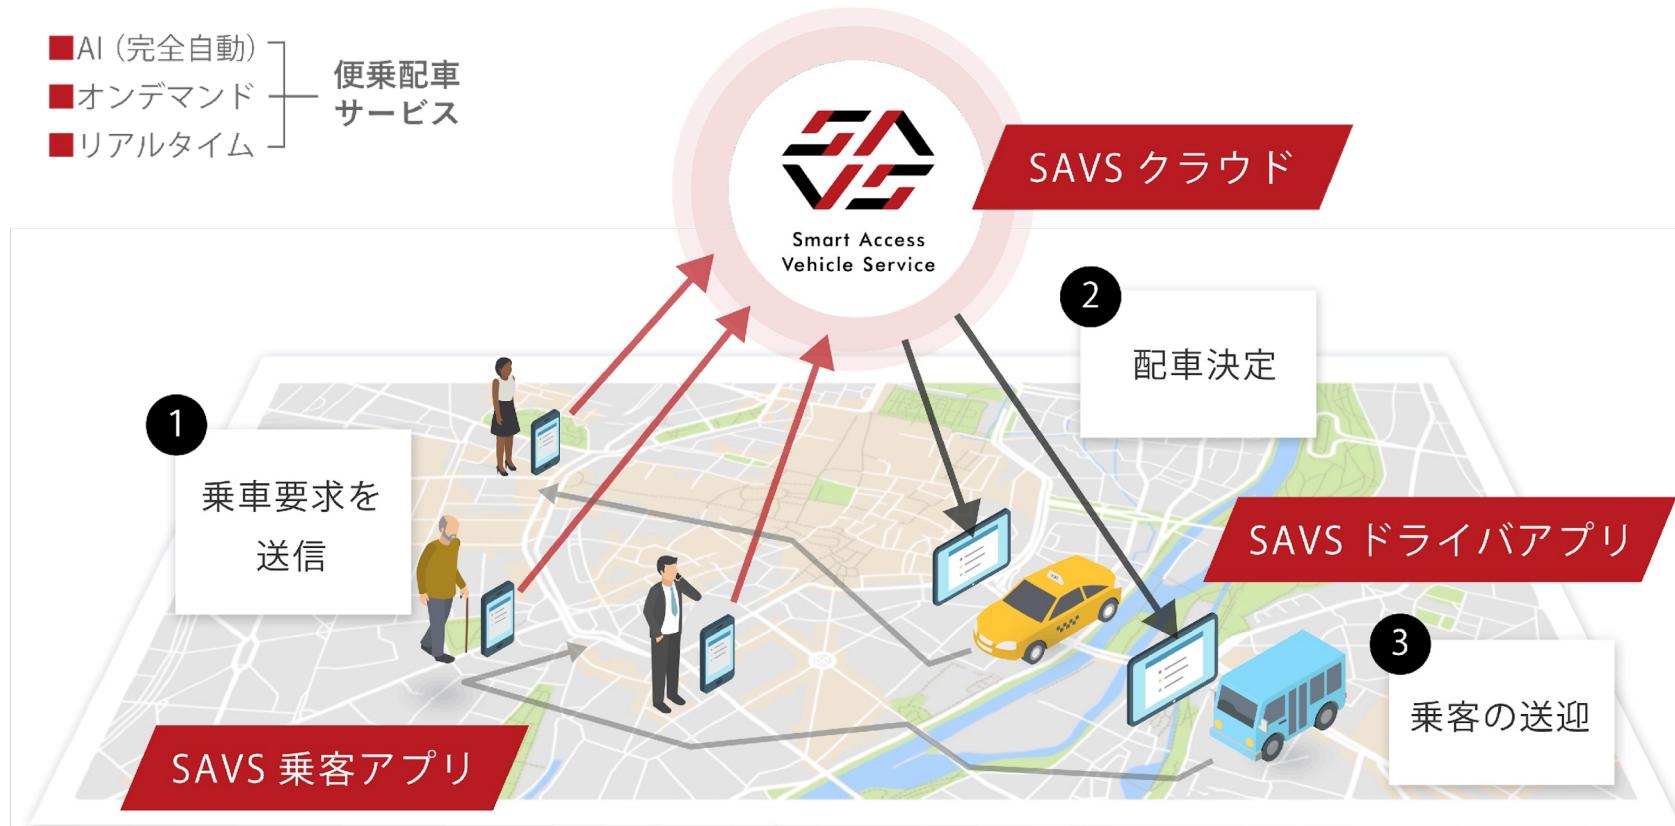 ■AI（完全自動）
■オンデマンド
■リアルタイム
便乗配車
サービス
SAVS
Smart Access
Vehicle Service
SAVS クラウド
1
乗車要求を
送信
2
配車決定
SAVS ドライバアプリ
3
乗客の送迎
SAVS 乗客アプリ